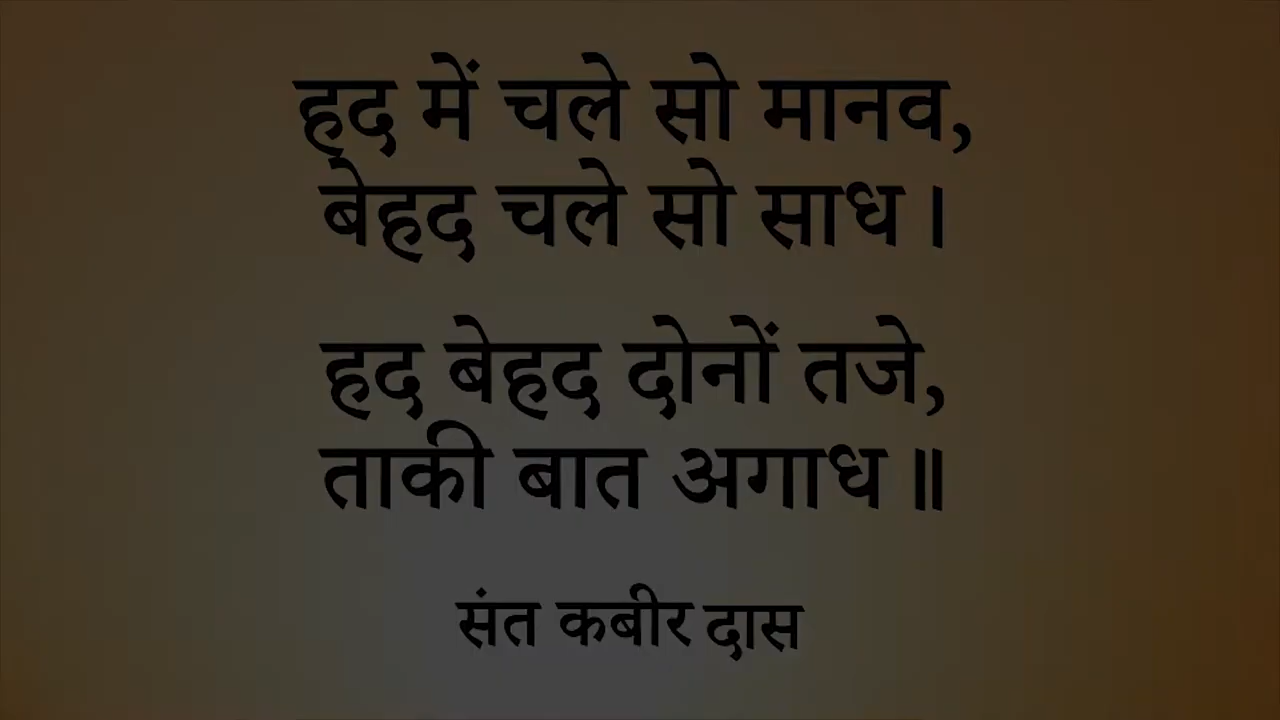 हद में चले सो मानव,
बेहद चले सो साध ।
हद बेहद दोनों तजे,
ताकी बात अगाध ॥
संत कबीर दास